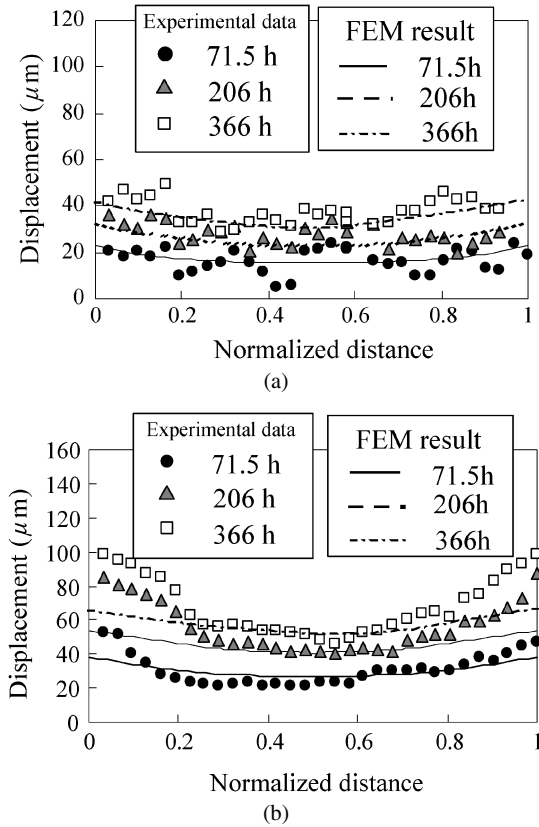 120
100
80
60
40
20
0
Displacement (μm)
Experimental data
71.5 h
206 h
366 h
FEM result
71.5h
206h
366h
0 0.2 0.4 0.6 0.8 1
Normalized distance
(a)
160
140
120
100
80
60
40
20
0
Displacement (μm)
Experimental data
71.5 h
206 h
366 h
FEM result
71.5h
206h
366h
0 0.2 0.4 0.6 0.8 1
Normalized distance
(b)